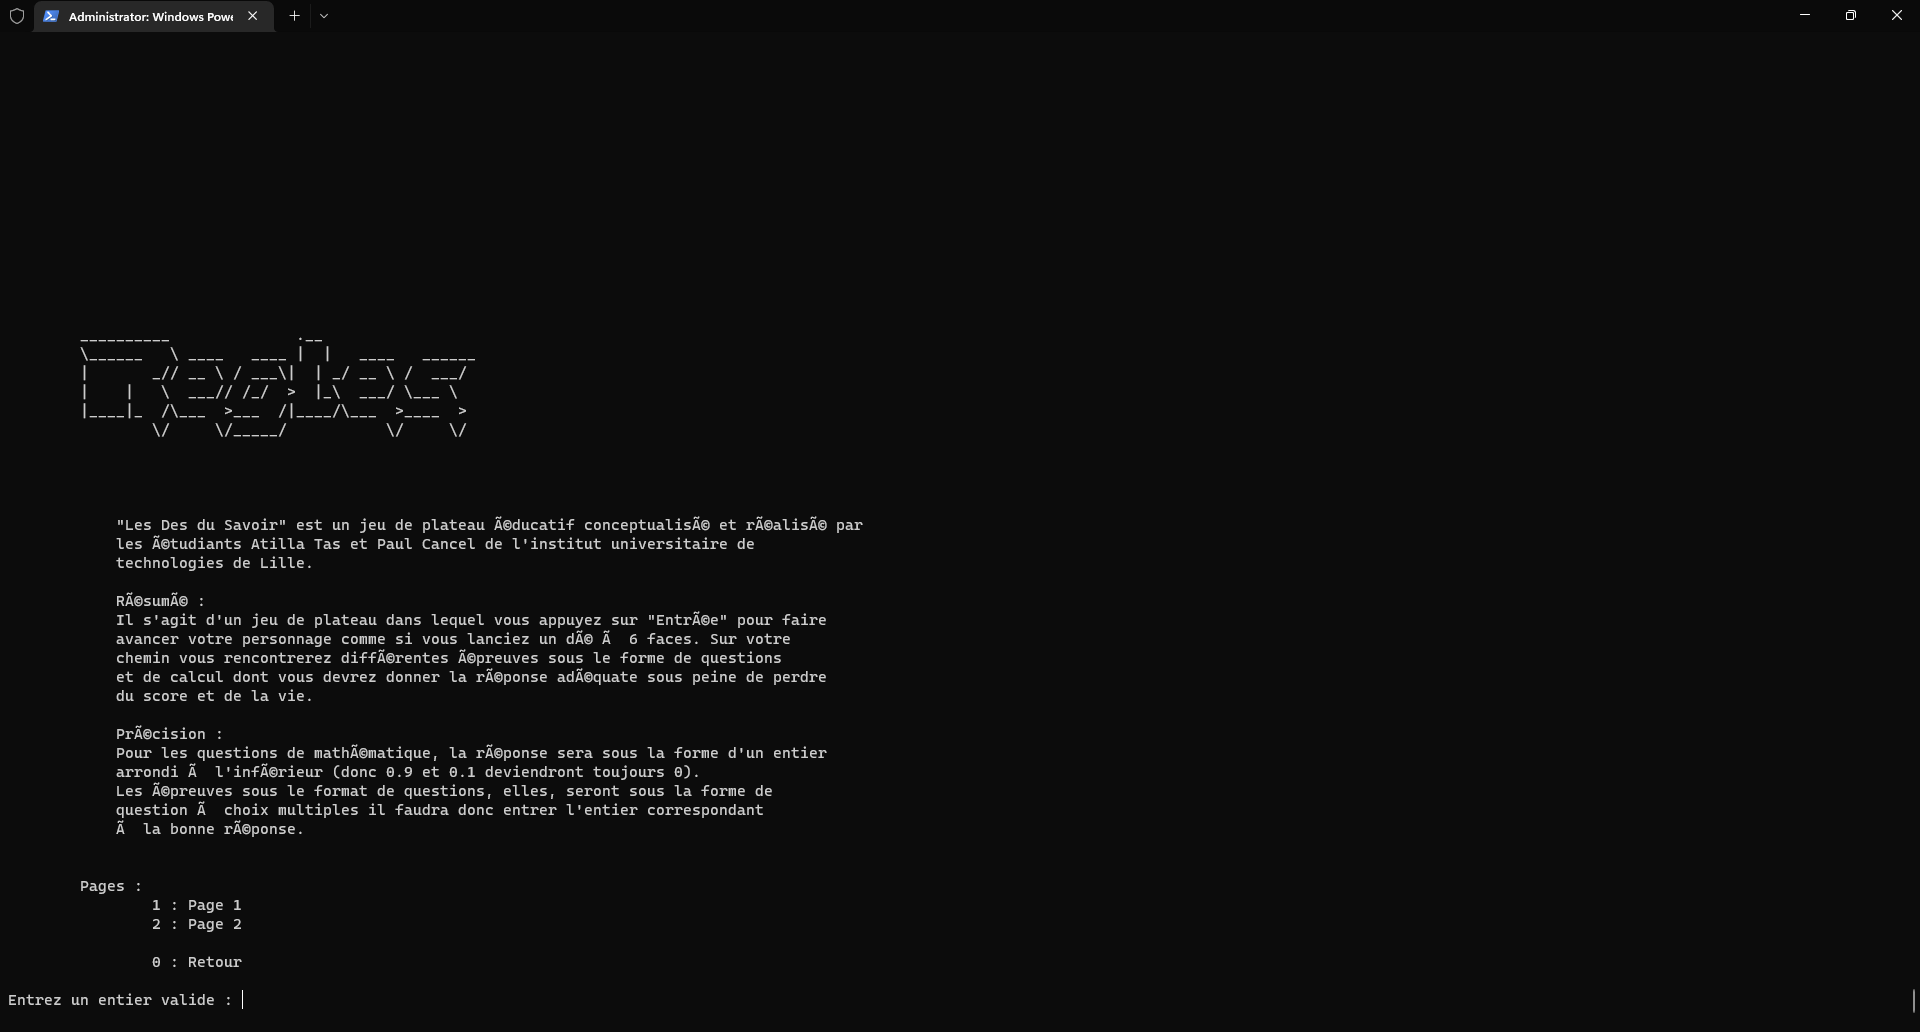 Administrator: Windows Powe
Regles
"Les Des du Savoir" est un jeu de plateau Ã©ducatif conceptualisÃ© et rÃ©alisÃ© par
les Ã©tudiants Atilla Tas et Paul Cancel de l'institut universitaire de
technologies de Lille.
RÃ©sumÃ© :
Il s'agit d'un jeu de plateau dans lequel vous appuyez sur "EntrÃ©e" pour faire
avancer votre personnage comme si vous lanciez un dÃ© Ã  6 faces. Sur votre
chemin vous rencontrerez diffÃ©rentes Ã©preuves sous le forme de questions
et de calcul dont vous devrez donner la rÃ©ponse adÃ©quate sous peine de perdre
du score et de la vie.
PrÃ©cision :
Pour les questions de mathÃ©matique, la rÃ©ponse sera sous la forme d'un entier
arrondi Ã  l'infÃ©rieur (donc 0.9 et 0.1 deviendront toujours 0).
Les Ã©preuves sous le format de questions, elles, seront sous la forme de
question Ã  choix multiples il faudra donc entrer l'entier correspondant
Ã  la bonne rÃ©ponse.
Pages :
1 : Page 1
2 : Page 2
0 : Retour
Entrez un entier valide :